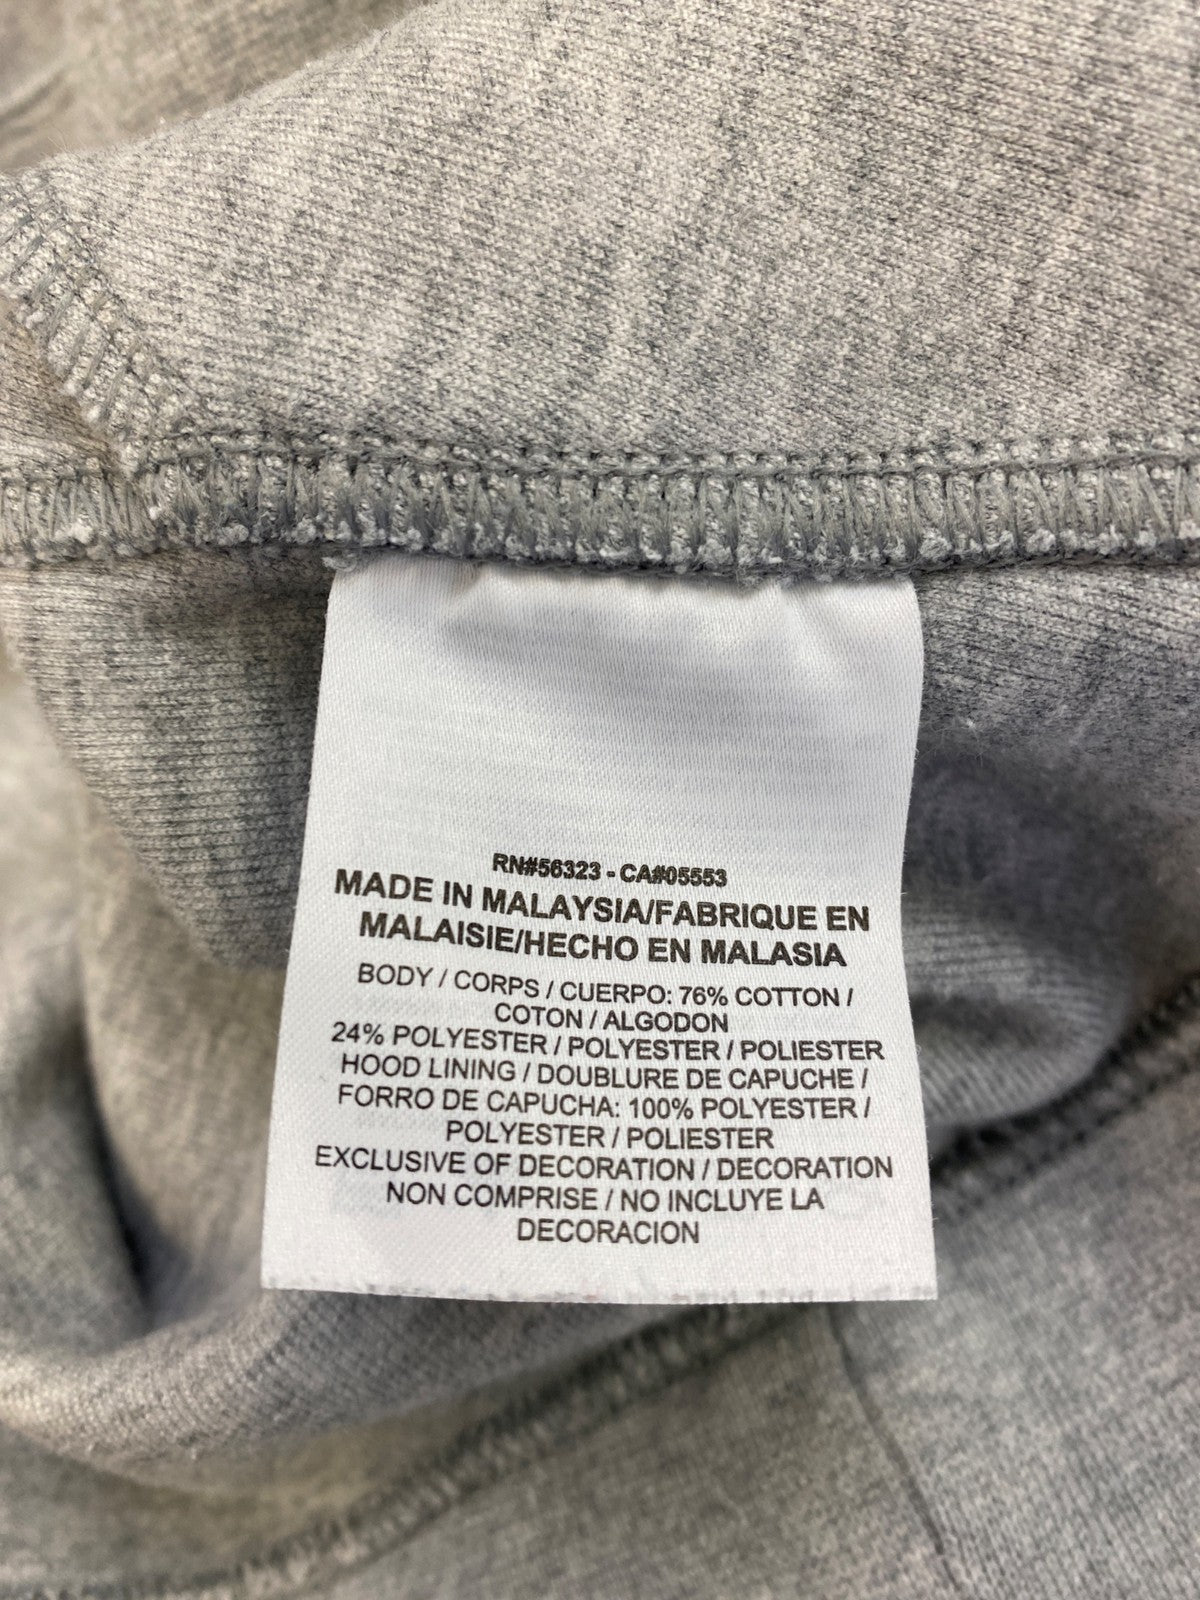 RN#56323 - CA#05553
MADE IN MALAYSIA/FABRIQUE EN
MALAISIE/HECHO EN MALASIA
BODY / CORPS / CUERPO: 76% COTTON /
COTON / ALGODON
24% POLYESTER / POLYESTER / POLIESTER
HOOD LINING / DOUBLURE DE CAPUCHE /
FORRO DE CAPUCHA: 100% POLYESTER /
POLYESTER / POLIESTER
EXCLUSIVE OF DECORATION / DECORATION
NON COMPRISE / NO INCLUYE LA
DECORACION